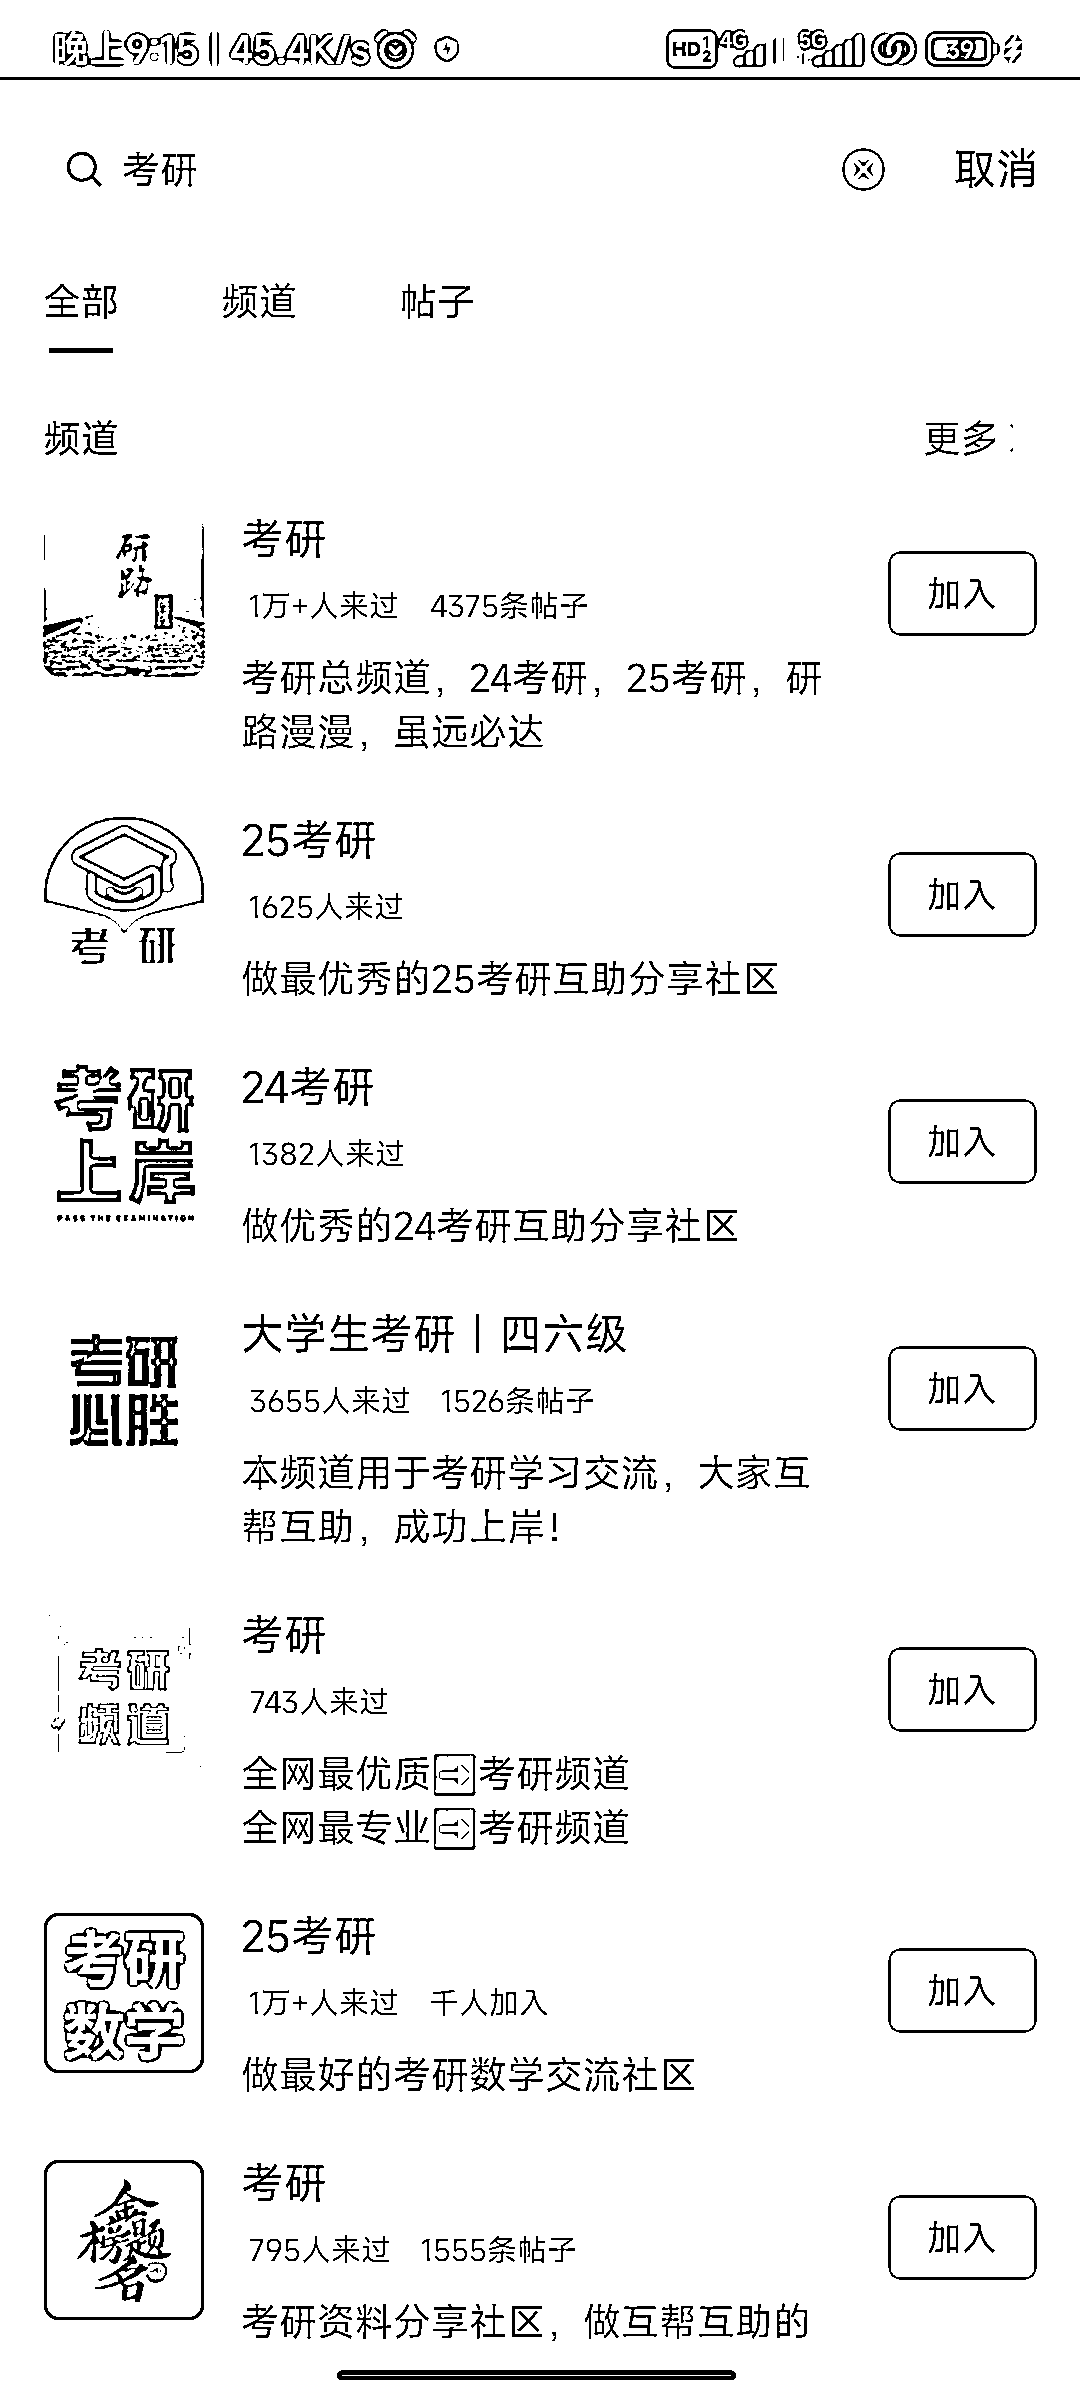 晚上9:15 | 45.4K/s
HD 1 2 4G 5G 39
考研
取消
全部 频道 帖子
频道 更多
研路
考研
1万+人来过 4375条帖子
加入
考研总频道，24考研，25考研，研
路漫漫，虽远必达
考研
25考研
1625人来过
加入
做最优秀的25考研互助分享社区
考研
上岸
PASS THE EXAMINATION
24考研
1382人来过
加入
做优秀的24考研互助分享社区
考研
必胜
大学生考研｜四六级
3655人来过 1526条帖子
加入
本频道用于考研学习交流，大家互
帮互助，成功上岸！
考研
频道
考研
743人来过
加入
全网最优质➡考研频道
全网最专业➡考研频道
考研
数学
25考研
1万+人来过 千人加入
加入
做最好的考研数学交流社区
金榜题名
考研
795人来过 1555条帖子
加入
考研资料分享社区，做互帮互助的